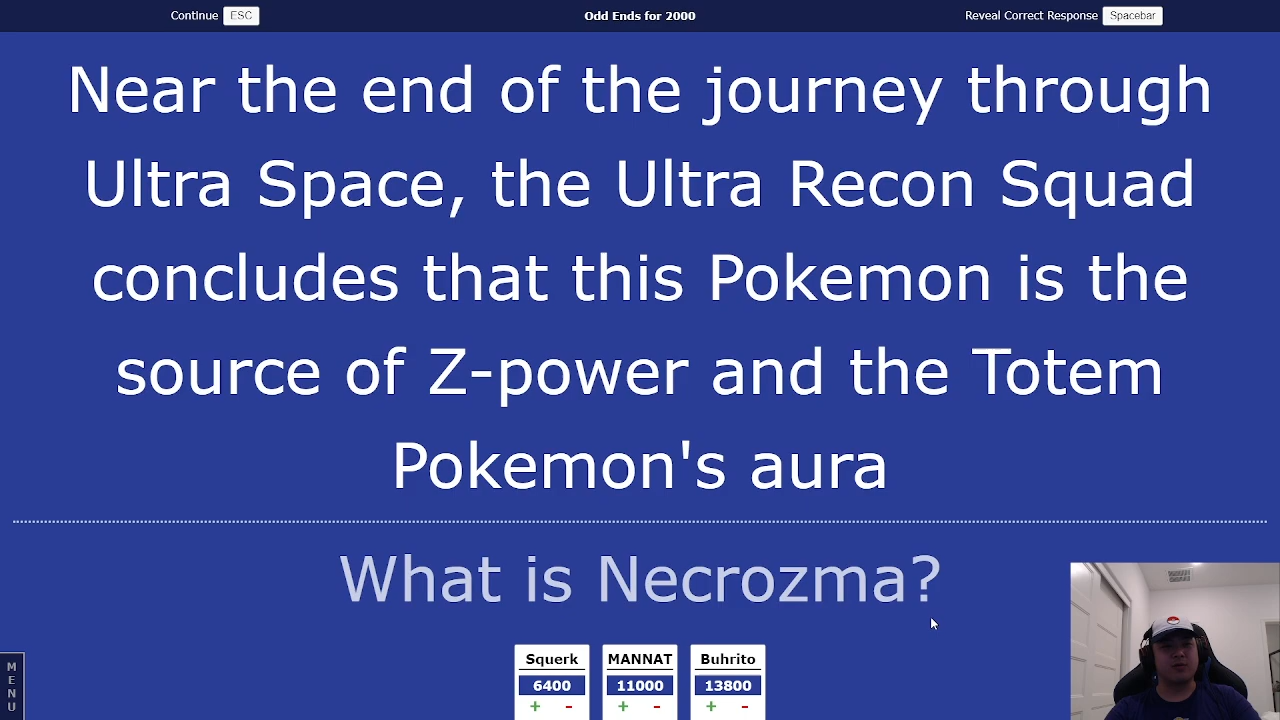 Continue ESC
Odd Ends for 2000
Reveal Correct Response Spacebar
Near the end of the journey through
Ultra Space, the Ultra Recon Squad
concludes that this Pokemon is the
source of Z-power and the Totem
Pokemon's aura
What is Necrozma?
MENU
Squerk MANNAT Buhrito
6400 11000 13800
+ - + - + -